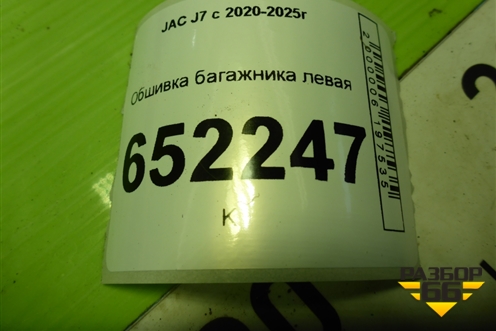 JAC J7 с 2020-2025г
Обшивка багажника левая
652247
2000006197535
РАЗБОР
66